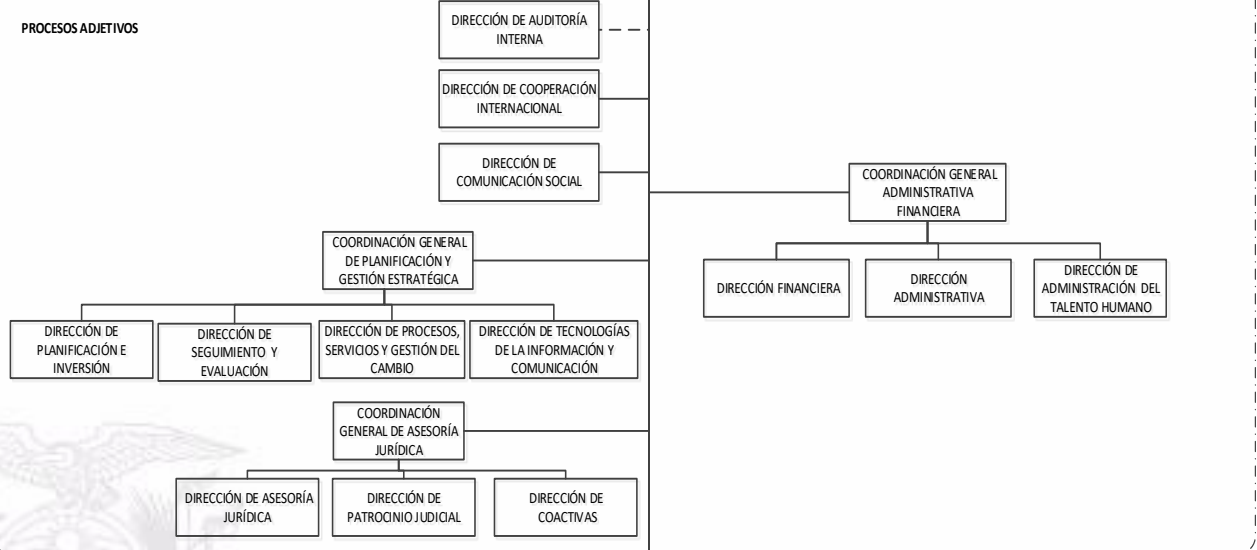 PROCESOS ADJETIVOS
DIRECCIÓN DE AUDITORÍA
INTERNA
DIRECCIÓN DE COOPERACIÓN
INTERNACIONAL
DIRECCIÓN DE
COMUNICACIÓN SOCIAL
COORDINACIÓN GENERAL
ADMINISTRATIVA
FINANCIERA
COORDINACIÓN GENERAL
DE PLANIFICACIÓN Y
GESTIÓN ESTRATÉGICA
DIRECCIÓN FINANCIERA
DIRECCIÓN
ADMINISTRATIVA
DIRECCIÓN DE
ADMINISTRACIÓN DEL
TALENTO HUMANO
DIRECCIÓN DE
PLANIFICACIÓN E
INVERSIÓN
DIRECCIÓN DE
SEGUIMIENTO Y
EVALUACIÓN
DIRECCIÓN DE PROCESOS,
SERVICIOS Y GESTIÓN DEL
CAMBIO
DIRECCIÓN DE TECNOLOGÍAS
DE LA INFORMACIÓN Y
COMUNICACIÓN
COORDINACIÓN
GENERAL DE ASESORÍA
JURÍDICA
DIRECCIÓN DE ASESORÍA
JURÍDICA
DIRECCIÓN DE
PATROCINIO JUDICIAL
DIRECCIÓN DE
COACTIVAS